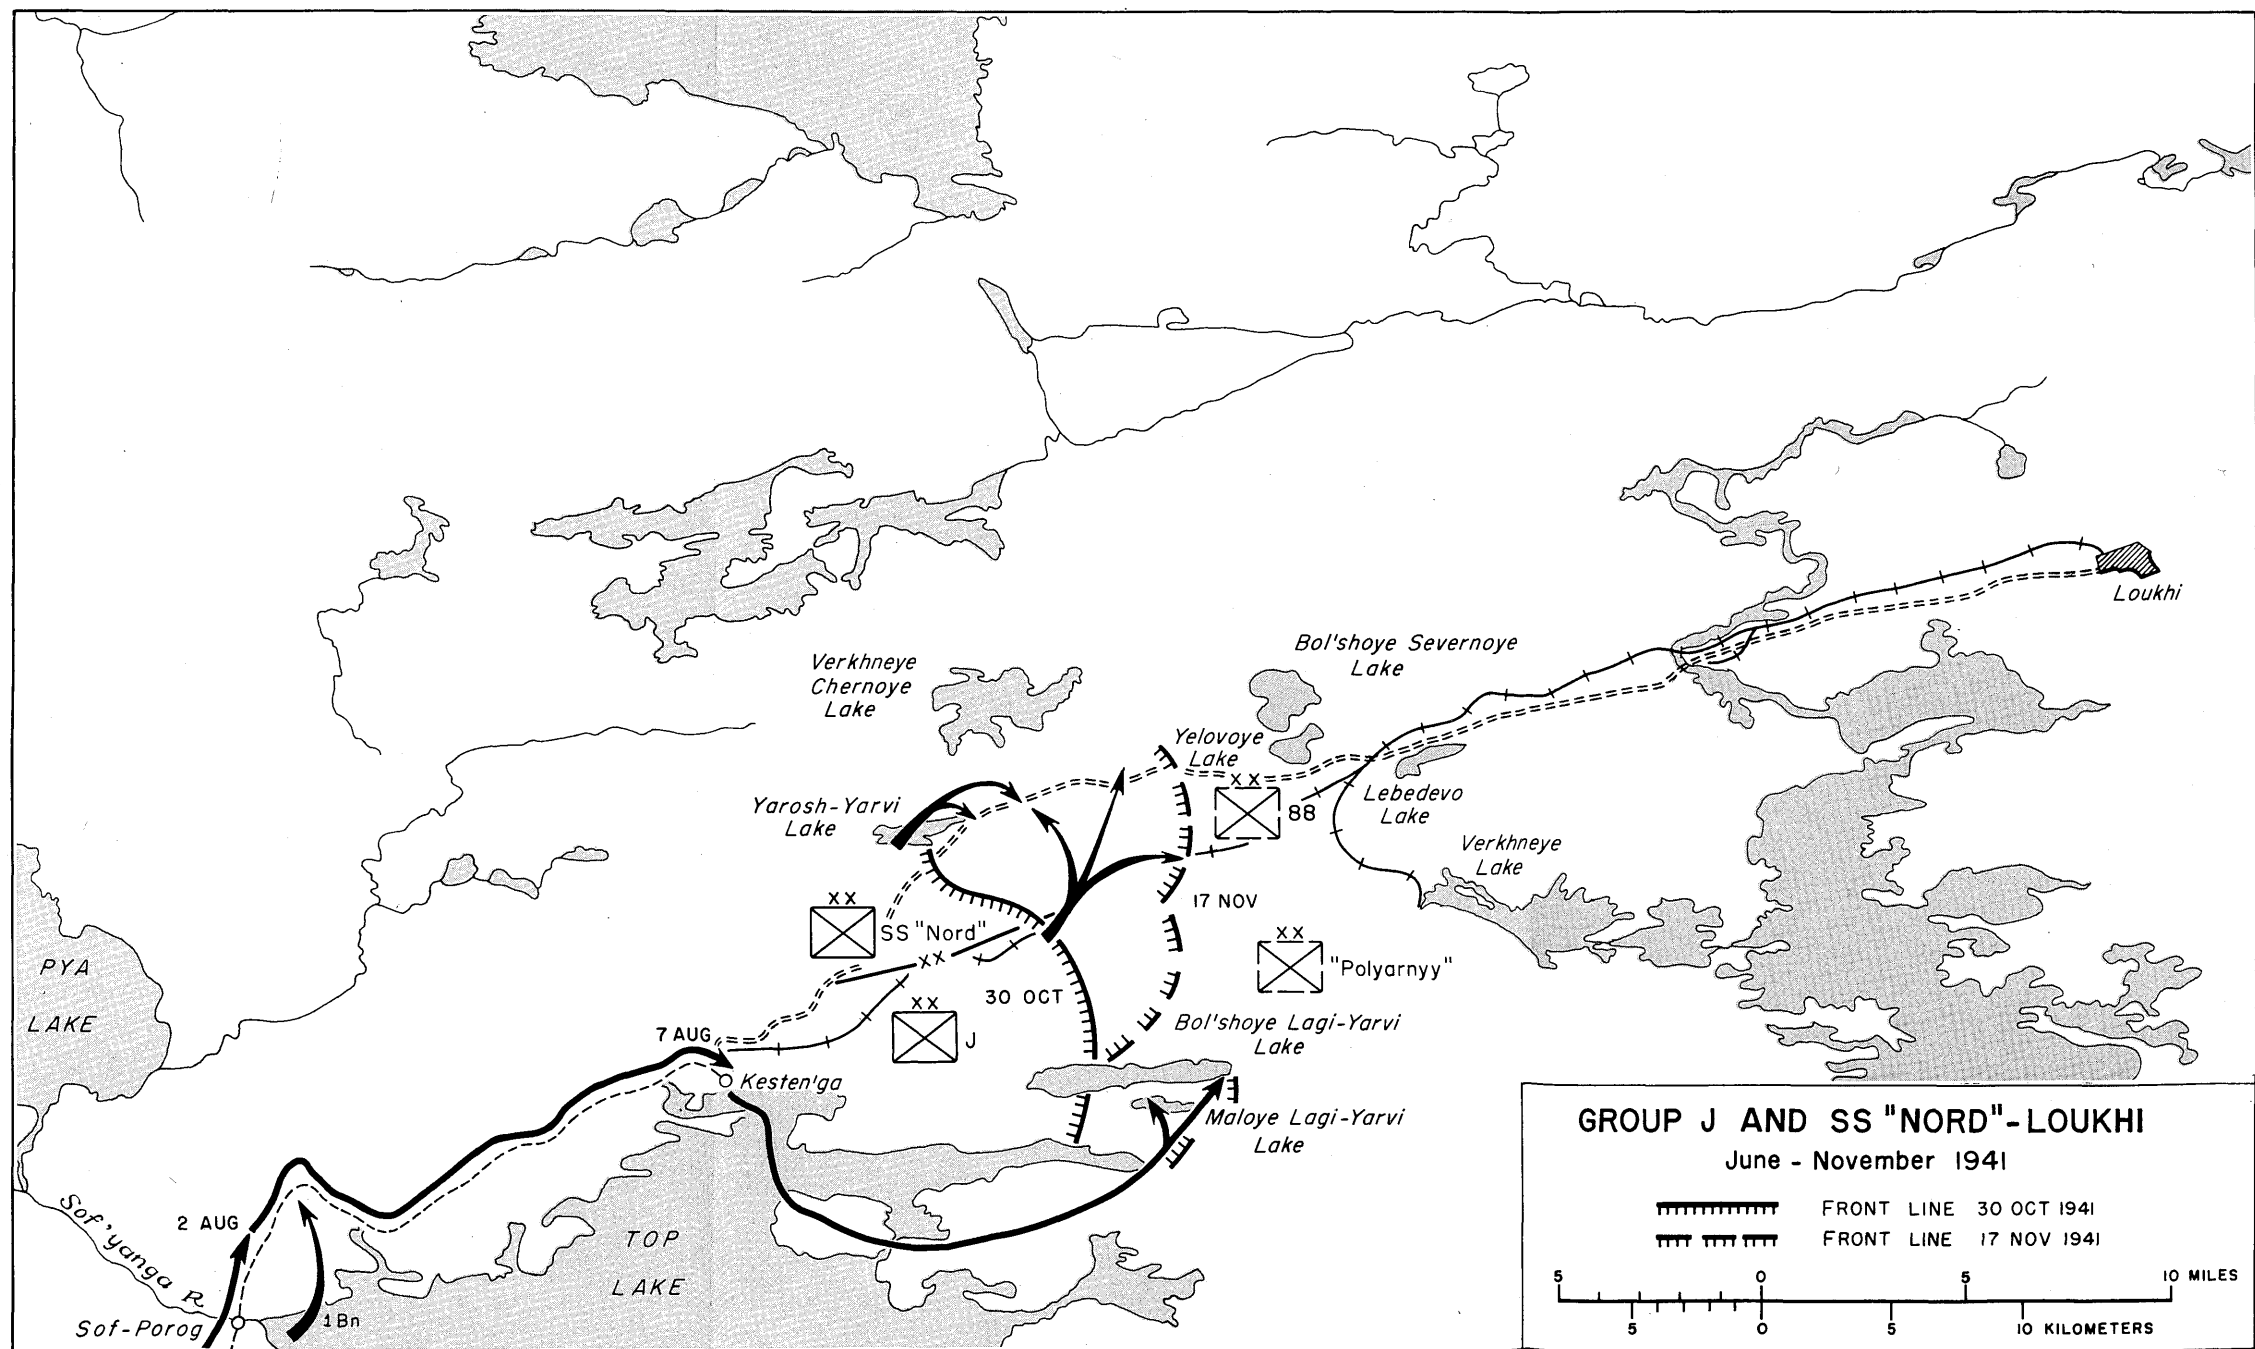 Verkhneye
Chernoye
Lake
Bol'shoye Severnoye
Lake
Loukhi
Yelovoye
Lake
XX
88
Yarosh-Yarvi
Lake
Lebedevo
Lake
Verkhneye
Lake
XX
SS "Nord"
17 NOV
XX
XX
"Polyarnyy"
PYA
LAKE
30 OCT
XX
J
7 AUG
Bol'shoye Lagi-Yarvi
Lake
Kesten'ga
Maloye Lagi-Yarvi
Lake
2 AUG
Sof'yanga R.
TOP
LAKE
Sof-Porog
1Bn
GROUP J AND SS "NORD"-LOUKHI
June - November 1941
FRONT LINE 30 OCT 1941
FRONT LINE 17 NOV 1941
5 0 5 10 MILES
5 0 5 10 KILOMETERS